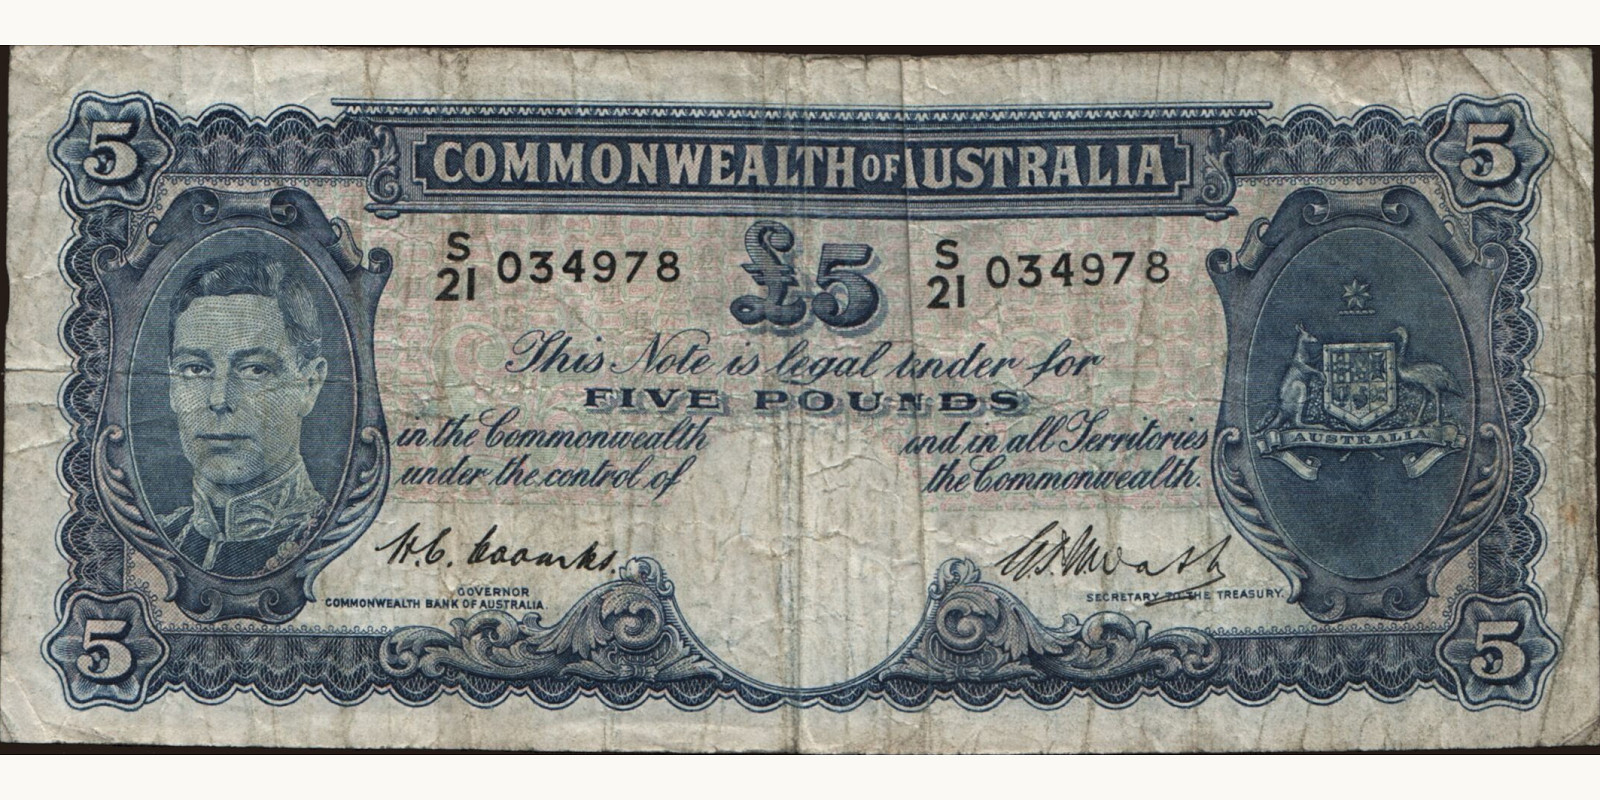 5 5
COMMONWEALTH OF AUSTRALIA
S/21 034978 £5 S/21 034978
This Note is legal tender for
FIVE POUNDS
in the Commonwealth and in all Territories
under the control of the Commonwealth.
AUSTRALIA
H.C. Coombs.
GOVERNOR
COMMONWEALTH BANK OF AUSTRALIA.
SECRETARY TO THE TREASURY.
5 5